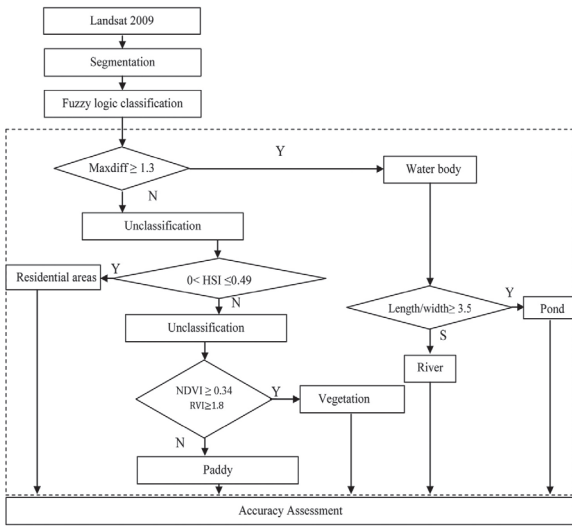 Landsat 2009
Segmentation
Fuzzy logic classification
Maxdiff ≥ 1.3
Y
Water body
N
Unclassification
Residential areas
Y
0< HSI ≤0.49
N
Length/width≥ 3.5
Y
Pond
Unclassification
S
River
NDVI ≥ 0.34
RVI≥1.8
Y
Vegetation
N
Paddy
Accuracy Assessment